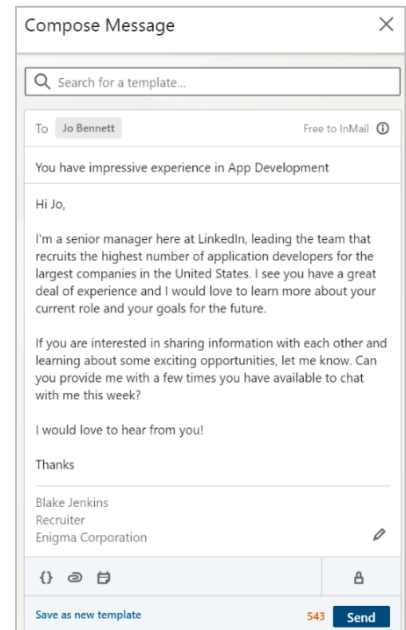 Compose Message
Search for a template...
To Jo Bennett Free to InMail
You have impressive experience in App Development
Hi Jo,
I'm a senior manager here at LinkedIn, leading the team that
recruits the highest number of application developers for the
largest companies in the United States. I see you have a great
deal of experience and I would love to learn more about your
current role and your goals for the future.
If you are interested in sharing information with each other and
learning about some exciting opportunities, let me know. Can
you provide me with a few times you have available to chat
with me this week?
I would love to hear from you!
Thanks
Blake Jenkins
Recruiter
Enigma Corporation
{}
Save as new template 543 Send